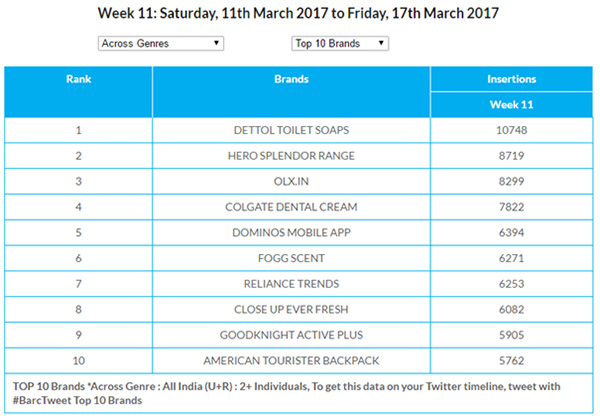 Week 11: Saturday, 11th March 2017 to Friday, 17th March 2017
Across Genres Top 10 Brands
Rank Brands Insertions
Week 11
1 DETTOL TOILET SOAPS 10748
2 HERO SPLENDOR RANGE 8719
3 OLX.IN 8299
4 COLGATE DENTAL CREAM 7822
5 DOMINOS MOBILE APP 6394
6 FOGG SCENT 6271
7 RELIANCE TRENDS 6253
8 CLOSE UP EVER FRESH 6082
9 GOODKNIGHT ACTIVE PLUS 5905
10 AMERICAN TOURISTER BACKPACK 5762
TOP 10 Brands *Across Genre : All India (U+R) : 2+ Individuals, To get this data on your Twitter timeline, tweet with
#BarcTweet Top 10 Brands